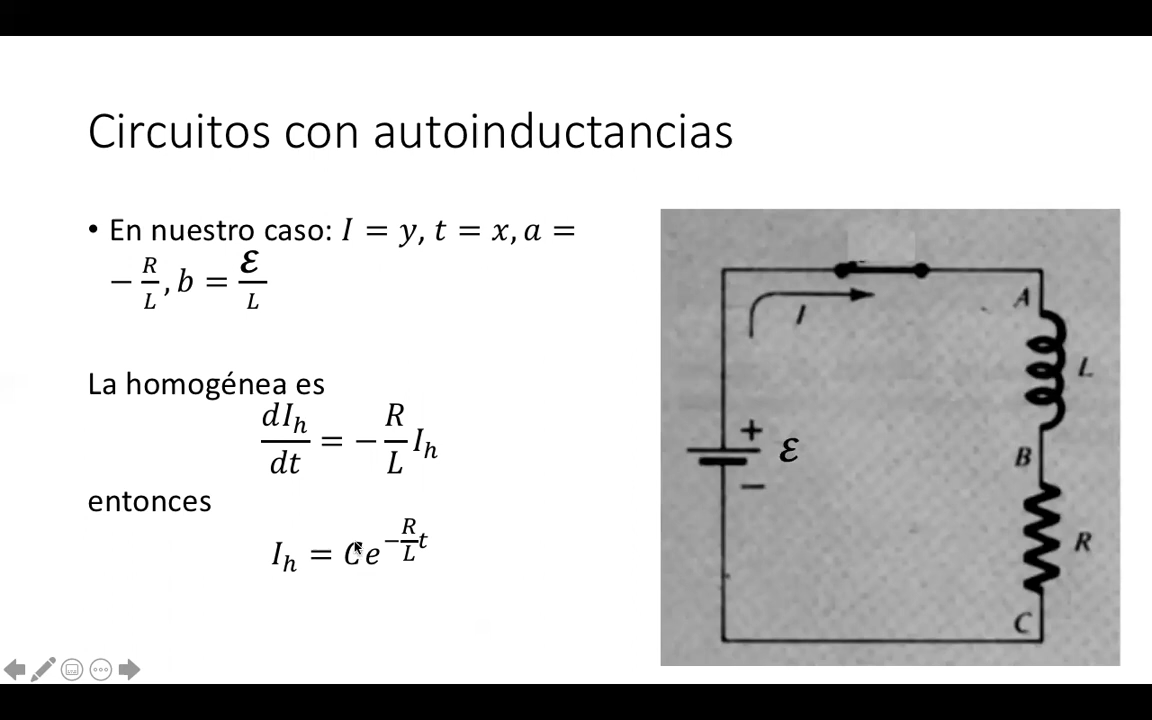 Circuitos con autoinductancias
• En nuestro caso: I = y, t = x, a =
−R/L, b = ℰ/L
La homogénea es
dI_h/dt = −R/L I_h
entonces
I_h = Ce^{−R/L t}
I
A
L
+
ℰ
B
−
R
C